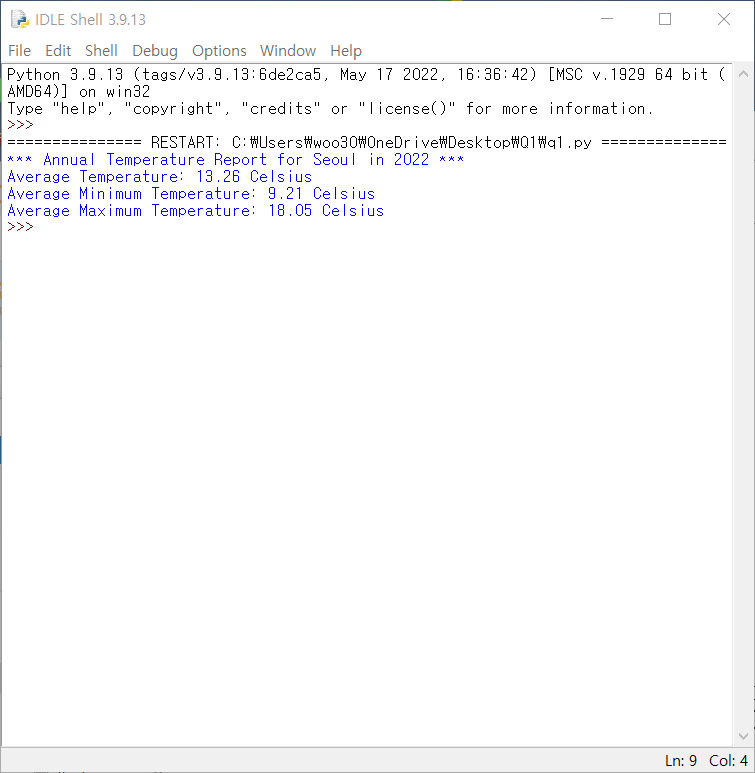 IDLE Shell 3.9.13
File Edit Shell Debug Options Window Help
Python 3.9.13 (tags/v3.9.13:6de2ca5, May 17 2022, 16:36:42) [MSC v.1929 64 bit (
AMD64)] on win32
Type "help", "copyright", "credits" or "license()" for more information.
>>>
=============== RESTART: C:₩Users₩woo30₩OneDrive₩Desktop₩Q1₩q1.py ==============
*** Annual Temperature Report for Seoul in 2022 ***
Average Temperature: 13.26 Celsius
Average Minimum Temperature: 9.21 Celsius
Average Maximum Temperature: 18.05 Celsius
>>>
Ln: 9 Col: 4